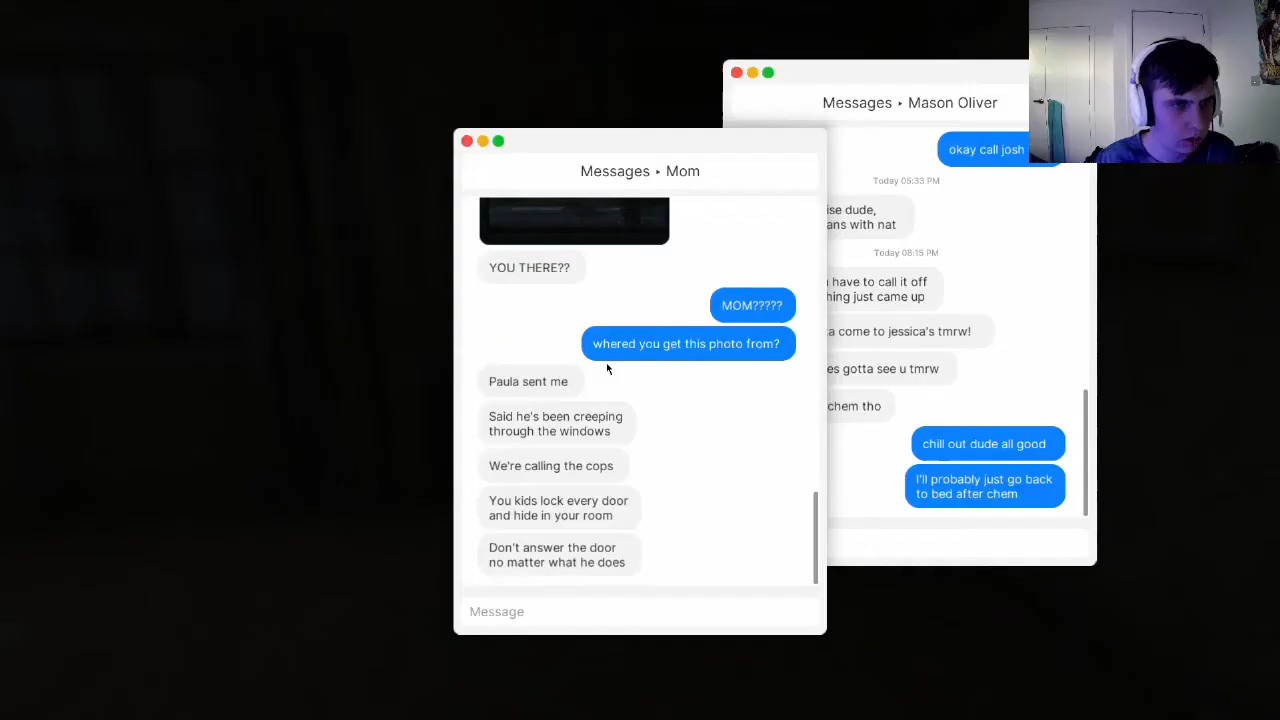 Messages ‣ Mason Oliver
okay call josh
Today 05:33 PM
ise dude,
ans with nat
Today 08:15 PM
have to call it off
hing just came up
a come to jessica's tmrw!
es gotta see u tmrw
chem tho
chill out dude all good
I'll probably just go back
to bed after chem
Messages ‣ Mom
YOU THERE??
MOM?????
whered you get this photo from?
Paula sent me
Said he's been creeping
through the windows
We're calling the cops
You kids lock every door
and hide in your room
Don't answer the door
no matter what he does
Message